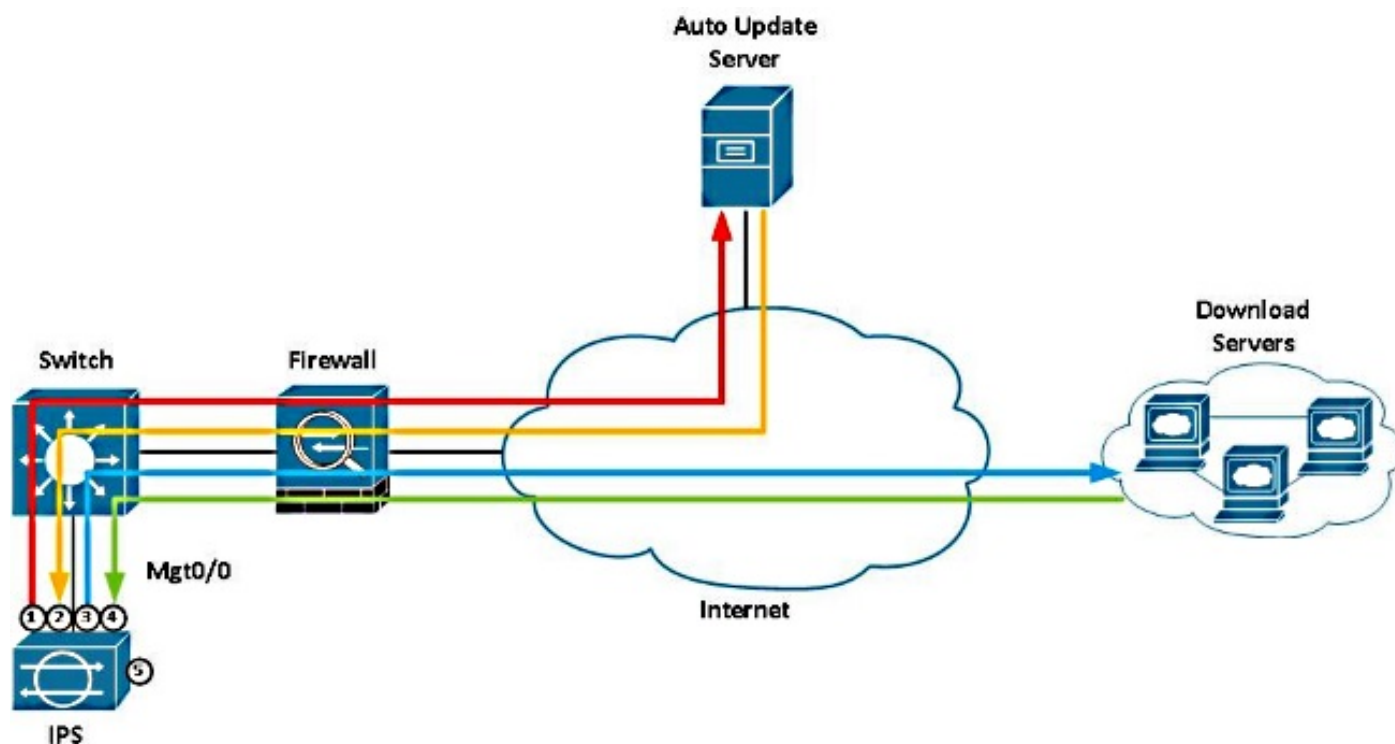 Auto Update
Server
Download
Servers
Switch
Firewall
Mgt0/0
Internet
1 2 3 4
5
IPS